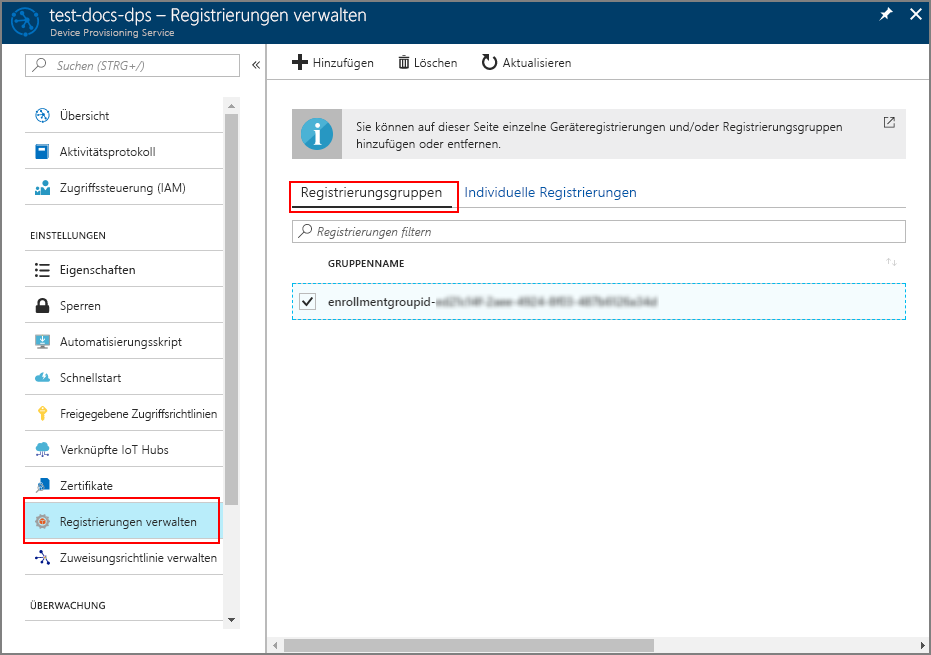 test-docs-dps – Registrierungen verwalten
Device Provisioning Service
Suchen (STRG+/)
«
Übersicht
Aktivitätsprotokoll
Zugriffssteuerung (IAM)
EINSTELLUNGEN
Eigenschaften
Sperren
Automatisierungsskript
Schnellstart
Freigegebene Zugriffsrichtlinien
Verknüpfte IoT Hubs
Zertifikate
Registrierungen verwalten
Zuweisungsrichtlinie verwalten
ÜBERWACHUNG
Hinzufügen Löschen Aktualisieren
Sie können auf dieser Seite einzelne Geräteregistrierungen und/oder Registrierungsgruppen
hinzufügen oder entfernen.
Registrierungsgruppen Individuelle Registrierungen
Registrierungen filtern
GRUPPENNAME
enrollmentgroupid-